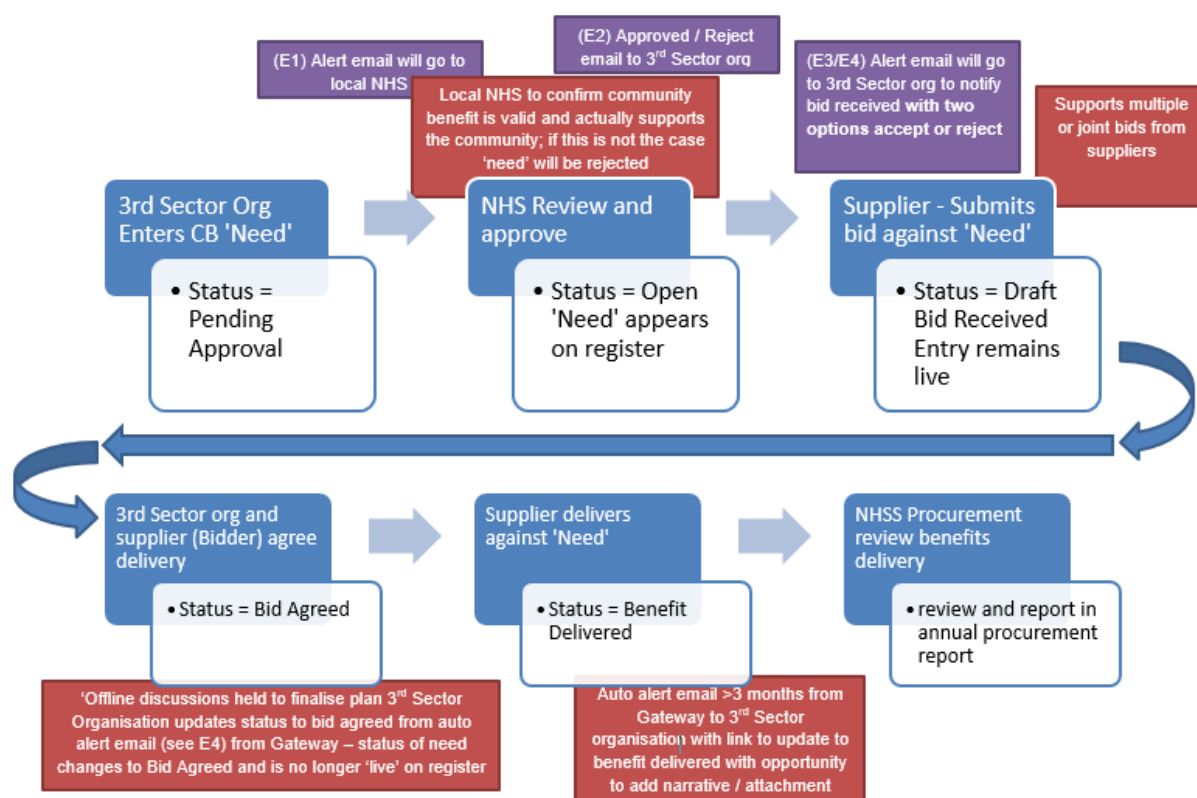 (E1) Alert email will go to
local NHS
(E2) Approved / Reject
email to 3rd Sector org
(E3/E4) Alert email will go
to 3rd Sector org to notify
bid received with two
options accept or reject
Local NHS to confirm community
benefit is valid and actually supports
the community; if this is not the case
‘need’ will be rejected
Supports multiple
or joint bids from
suppliers
3rd Sector Org
Enters CB 'Need'
• Status =
Pending
Approval
NHS Review and
approve
• Status = Open
'Need' appears
on register
Supplier - Submits
bid against 'Need'
• Status = Draft
Bid Received
Entry remains
live
3rd Sector org and
supplier (Bidder) agree
delivery
• Status = Bid Agreed
Supplier delivers
against 'Need'
• Status = Benefit
Delivered
NHSS Procurement
review benefits
delivery
• review and report in
annual procurement
report
‘Offline discussions held to finalise plan 3rd Sector
Organisation updates status to bid agreed from auto
alert email (see E4) from Gateway – status of need
changes to Bid Agreed and is no longer ‘live’ on register
Auto alert email >3 months from
Gateway to 3rd Sector
organisation with link to update to
benefit delivered with opportunity
to add narrative / attachment